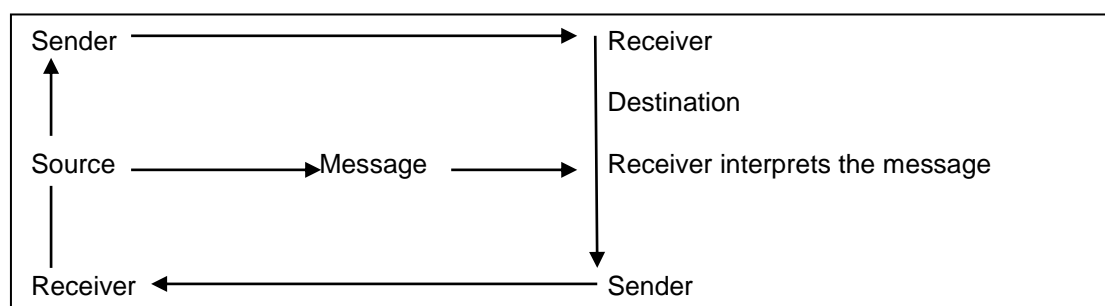 Sender Receiver
Destination
Source Message Receiver interprets the message
Receiver Sender